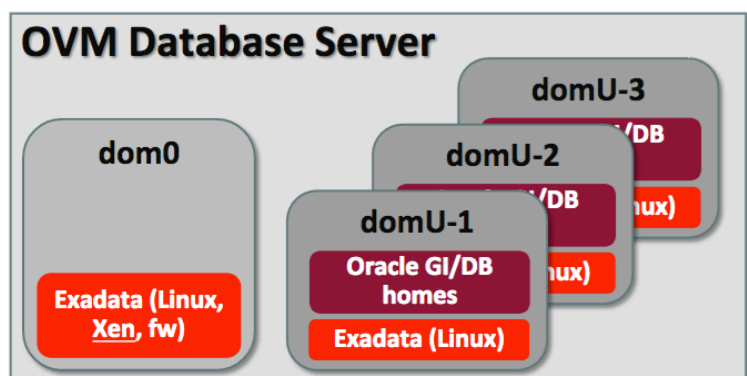 OVM Database Server
domU-3
/DB
nux)
domU-2
/DB
nux)
dom0
Exadata (Linux,
Xen, fw)
domU-1
Oracle GI/DB
homes
Exadata (Linux)